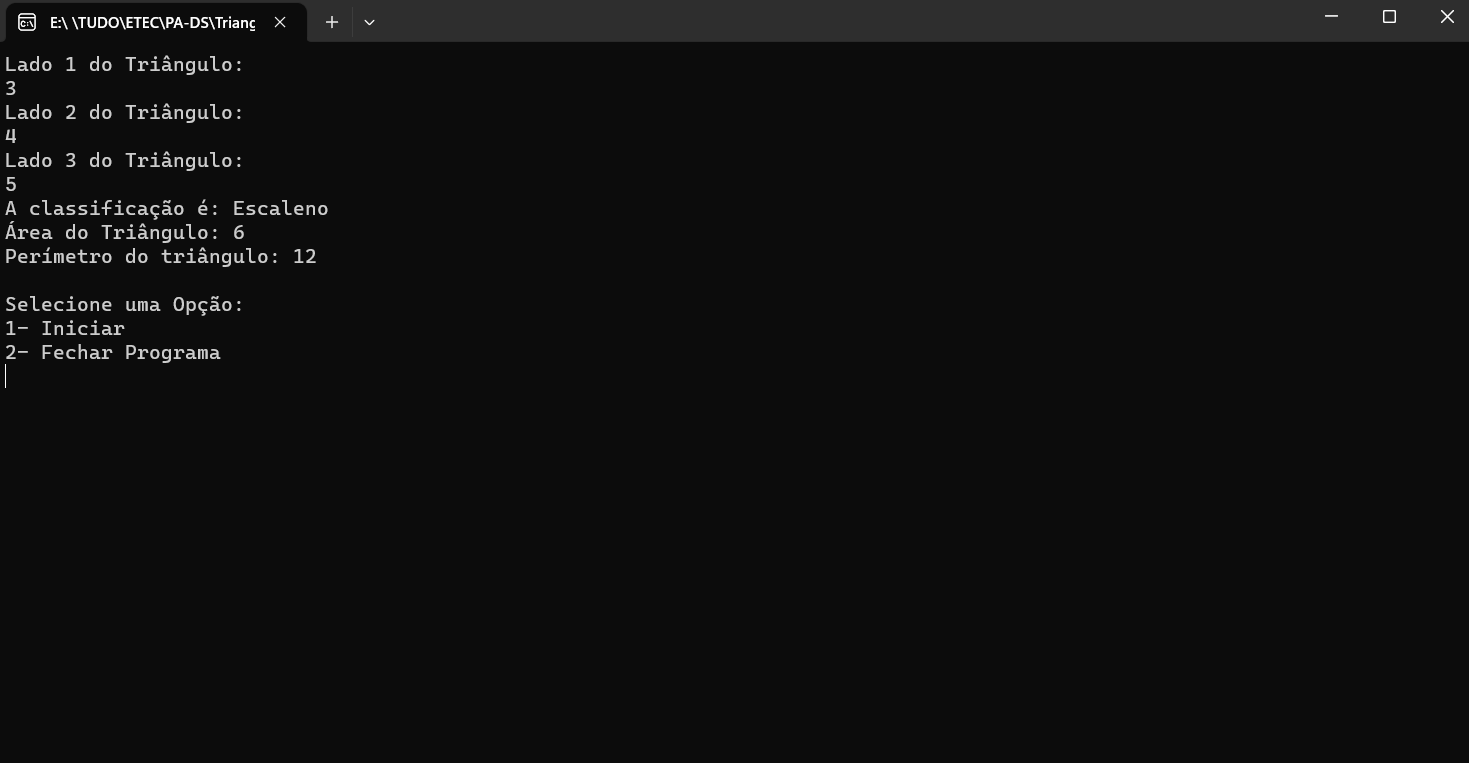 E:\ \TUDO\ETEC\PA-DS\Triang
Lado 1 do Triângulo:
3
Lado 2 do Triângulo:
4
Lado 3 do Triângulo:
5
A classificação é: Escaleno
Área do Triângulo: 6
Perímetro do triângulo: 12
Selecione uma Opção:
1- Iniciar
2- Fechar Programa